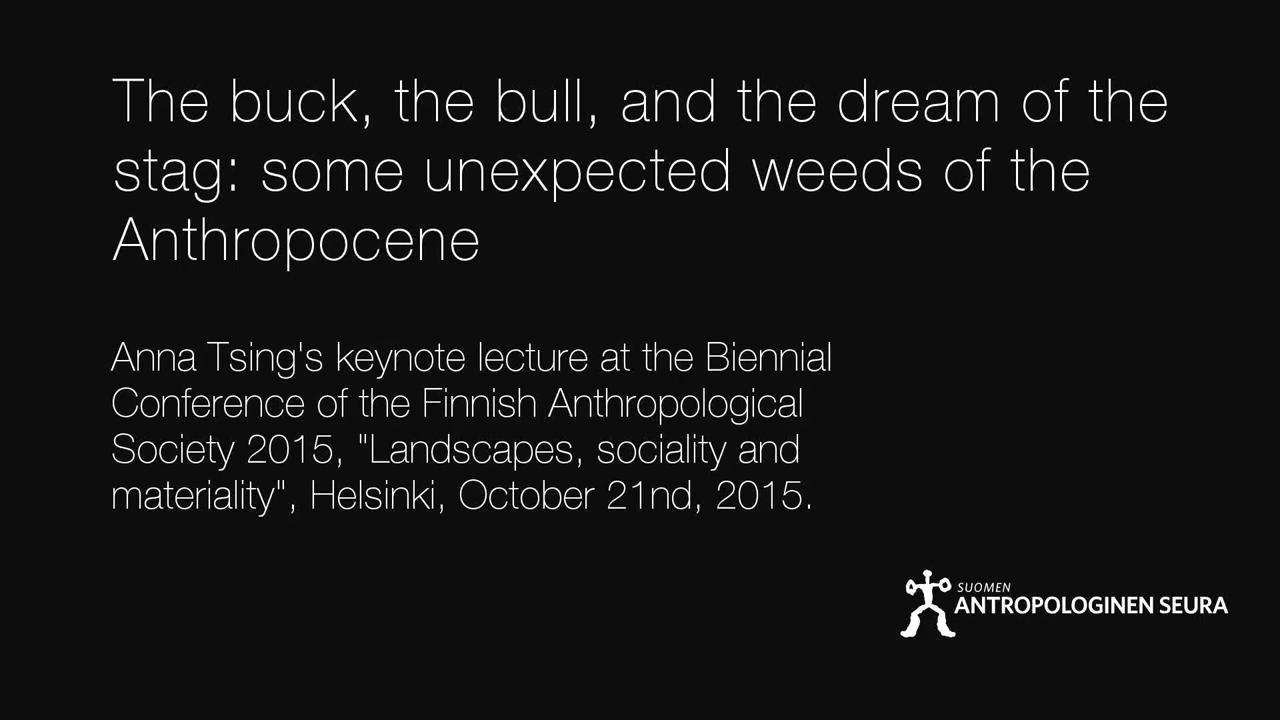 The buck, the bull, and the dream of the
stag: some unexpected weeds of the
Anthropocene
Anna Tsing's keynote lecture at the Biennial
Conference of the Finnish Anthropological
Society 2015, "Landscapes, sociality and
materiality", Helsinki, October 21nd, 2015.
SUOMEN
ANTROPOLOGINEN SEURA